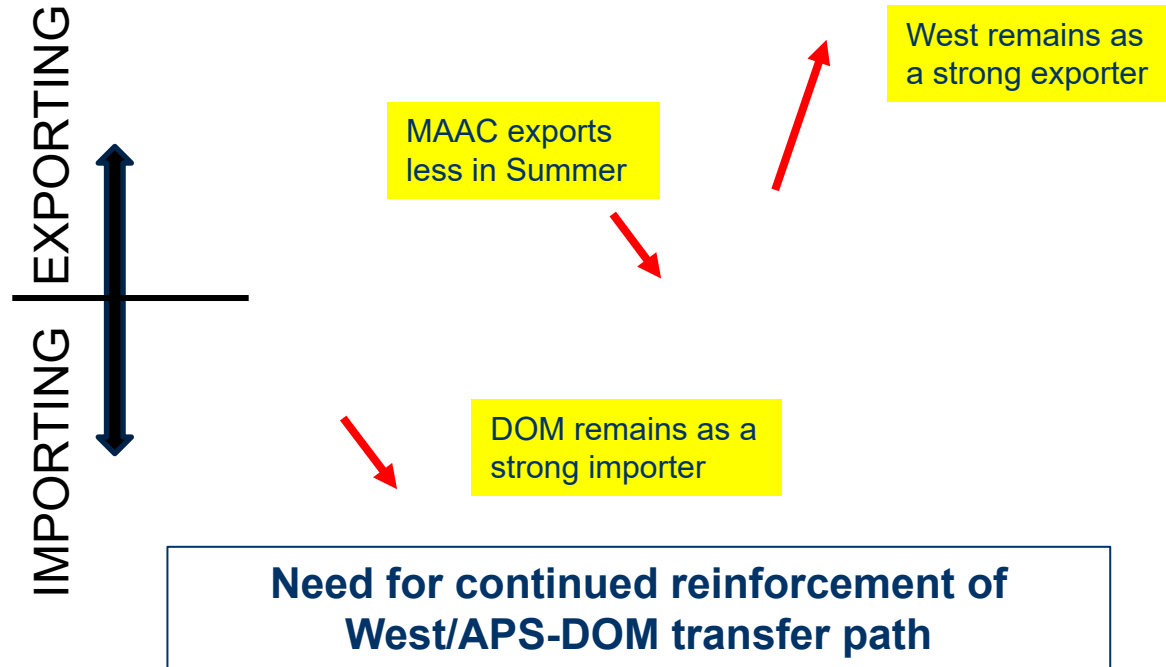 EXPORTING
West remains as
a strong exporter
MAAC exports
less in Summer
IMPORTING
DOM remains as a
strong importer
Need for continued reinforcement of
West/APS-DOM transfer path